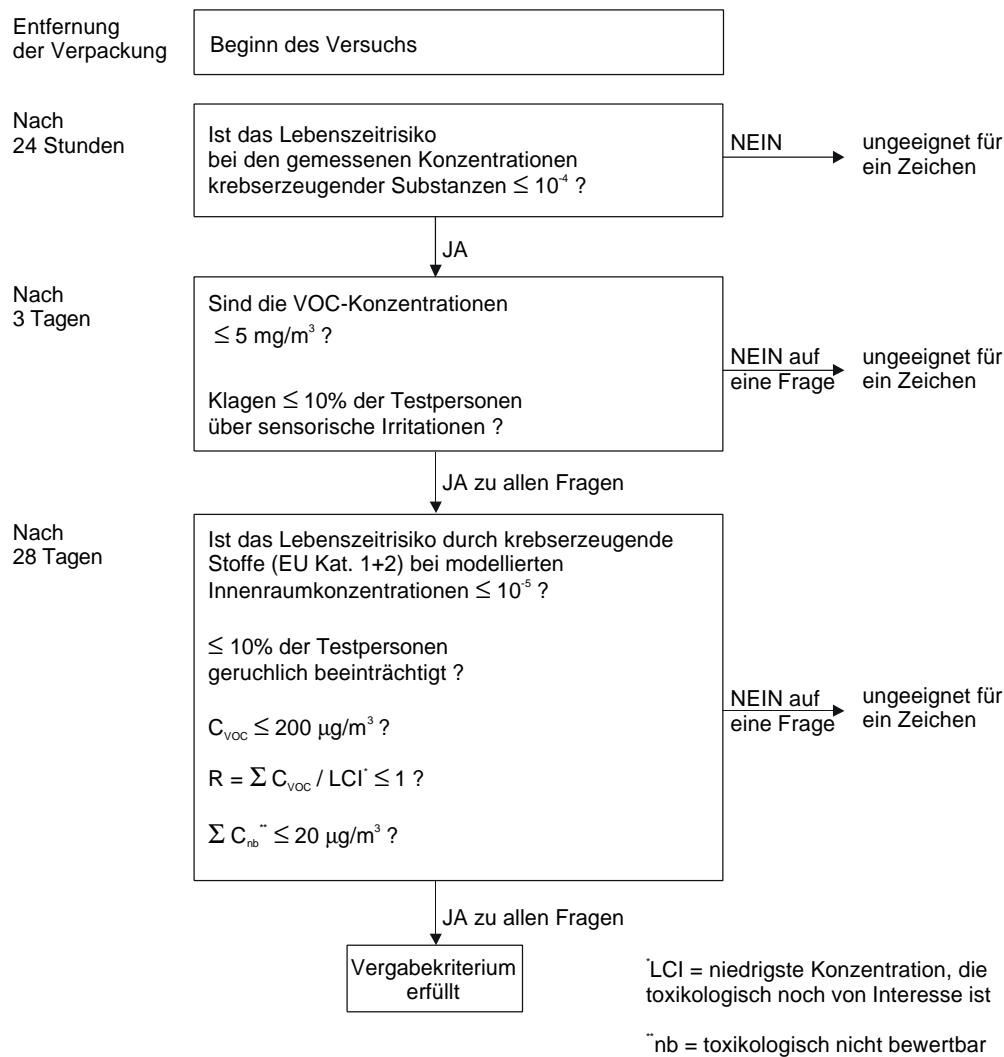 Entfernung
der Verpackung
Beginn des Versuchs
Nach
24 Stunden
Ist das Lebenszeitrisiko
bei den gemessenen Konzentrationen
krebserzeugender Substanzen ≤ 10⁻⁴ ?
NEIN
ungeeignet für
ein Zeichen
JA
Nach
3 Tagen
Sind die VOC-Konzentrationen
≤ 5 mg/m³ ?
Klagen ≤ 10% der Testpersonen
über sensorische Irritationen ?
NEIN auf
eine Frage
ungeeignet für
ein Zeichen
JA zu allen Fragen
Nach
28 Tagen
Ist das Lebenszeitrisiko durch krebserzeugende
Stoffe (EU Kat. 1+2) bei modellierten
Innenraumkonzentrationen ≤ 10⁻⁵ ?
≤ 10% der Testpersonen
geruchlich beeinträchtigt ?
C_VOC ≤ 200 µg/m³ ?
R = Σ C_VOC / LCI* ≤ 1 ?
Σ C_nb** ≤ 20 µg/m³ ?
NEIN auf
eine Frage
ungeeignet für
ein Zeichen
JA zu allen Fragen
Vergabekriterium
erfüllt
*LCI = niedrigste Konzentration, die
toxikologisch noch von Interesse ist
**nb = toxikologisch nicht bewertbar